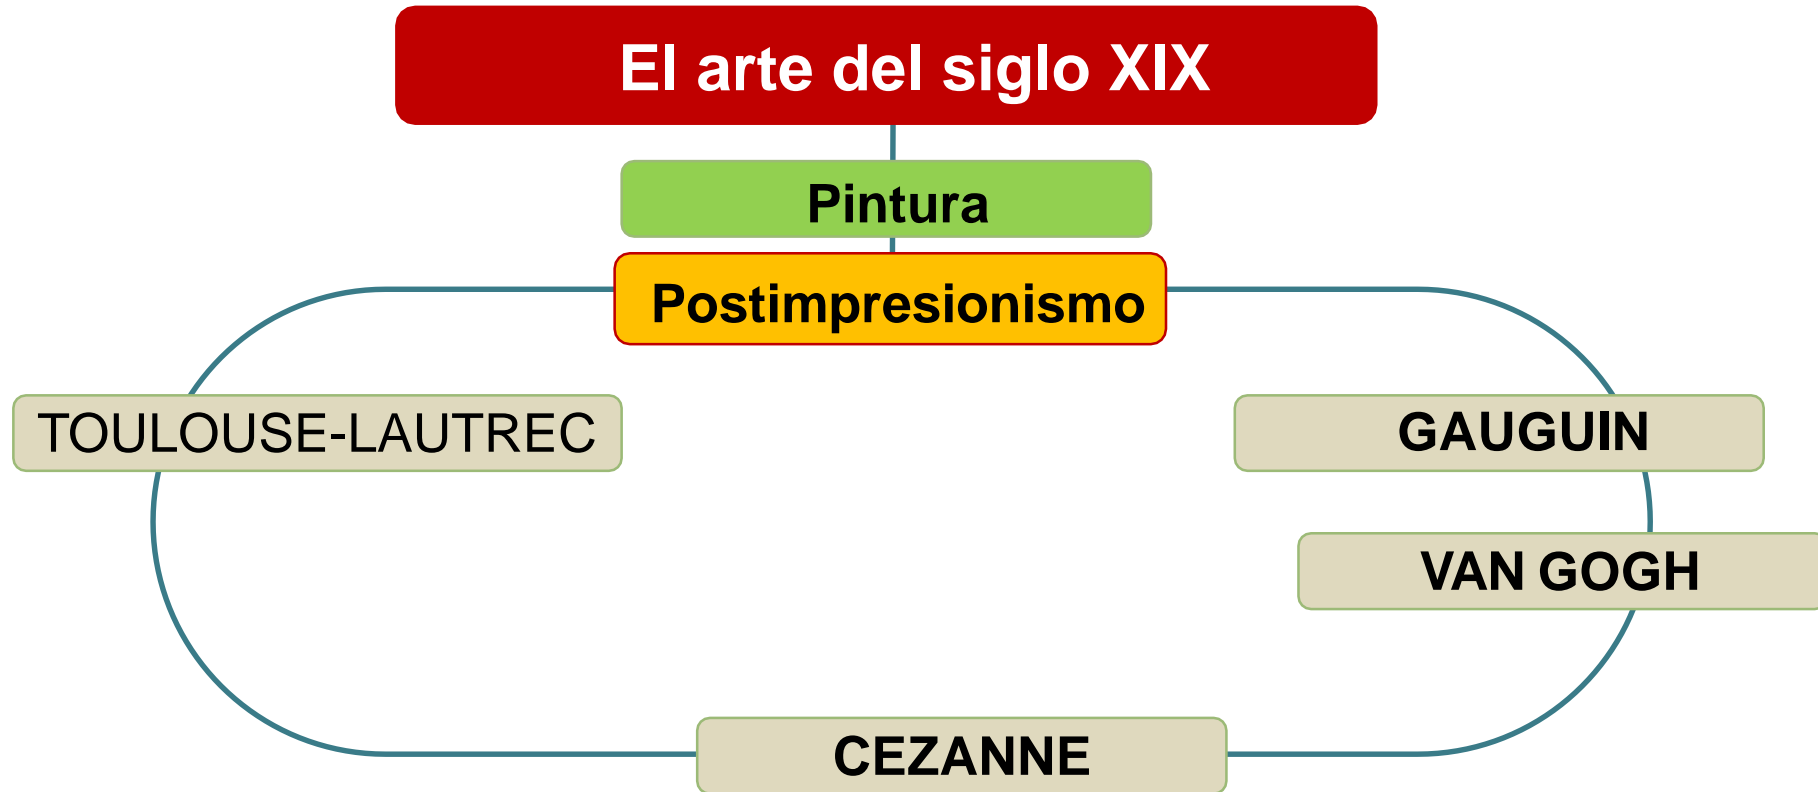 El arte del siglo XIX
Pintura
Postimpresionismo
TOULOUSE-LAUTREC
GAUGUIN
VAN GOGH
CEZANNE